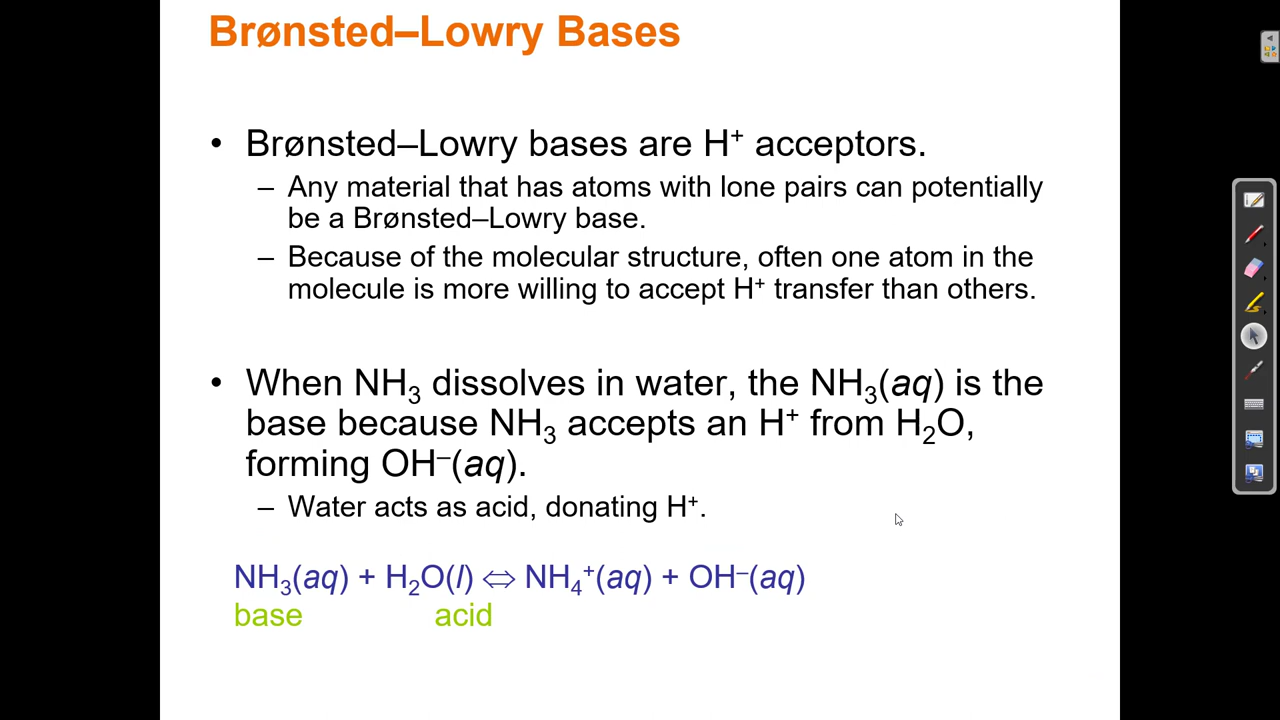 Brønsted–Lowry Bases
• Brønsted–Lowry bases are H⁺ acceptors.
– Any material that has atoms with lone pairs can potentially
be a Brønsted–Lowry base.
– Because of the molecular structure, often one atom in the
molecule is more willing to accept H⁺ transfer than others.
• When NH₃ dissolves in water, the NH₃(aq) is the
base because NH₃ accepts an H⁺ from H₂O,
forming OH⁻(aq).
– Water acts as acid, donating H⁺.
NH₃(aq) + H₂O(l) ⇔ NH₄⁺(aq) + OH⁻(aq)
base acid